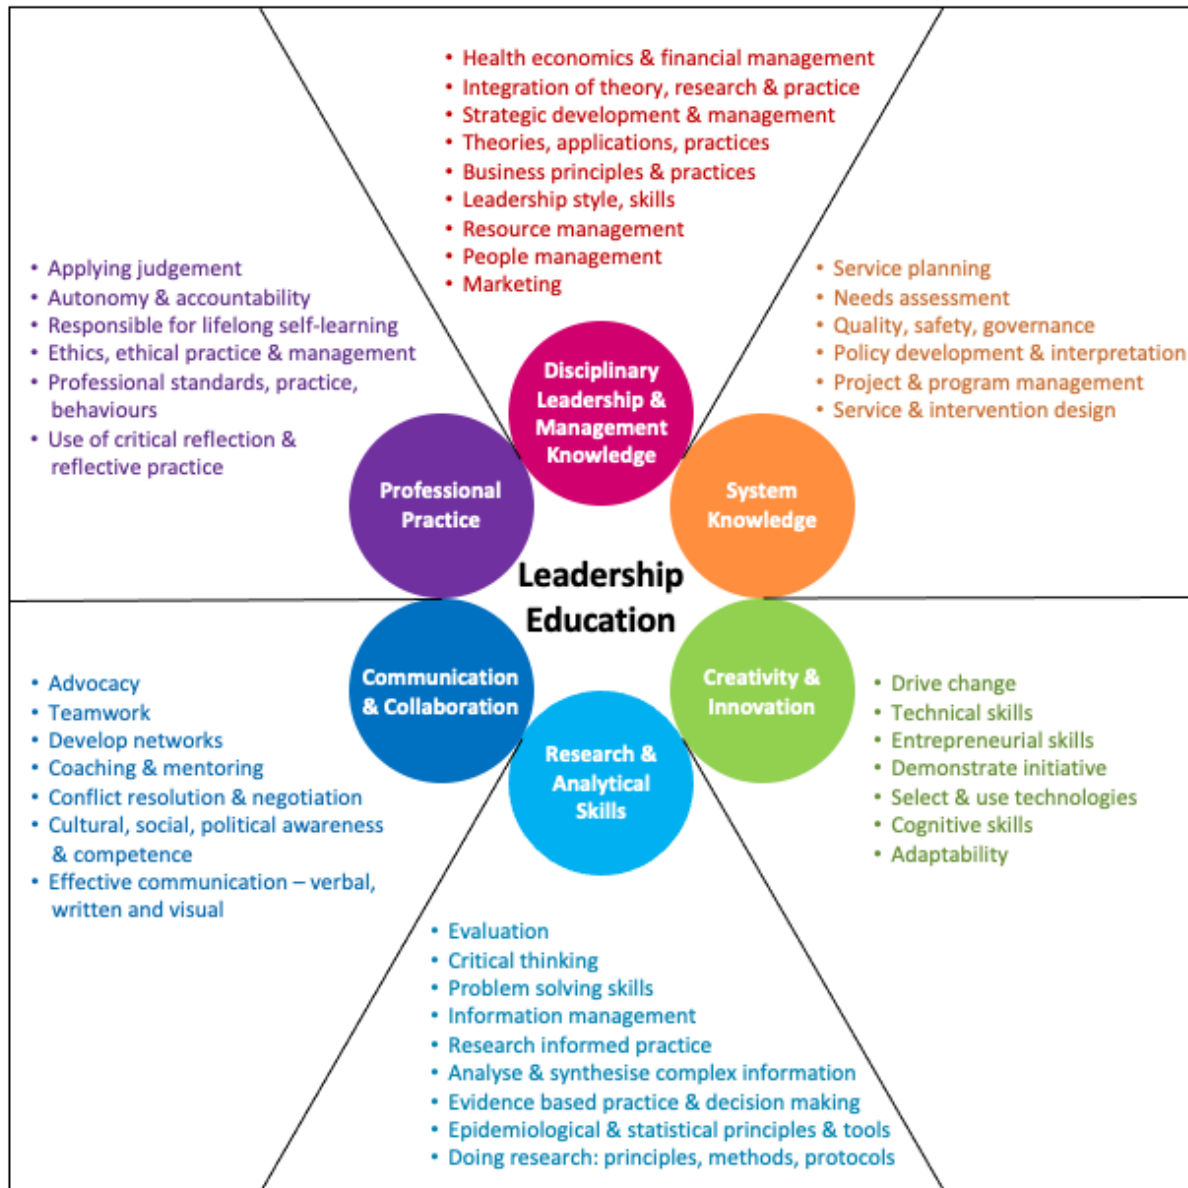 • Health economics & financial management
• Integration of theory, research & practice
• Strategic development & management
• Theories, applications, practices
• Business principles & practices
• Leadership style, skills
• Resource management
• People management
• Marketing
• Applying judgement
• Autonomy & accountability
• Responsible for lifelong self-learning
• Ethics, ethical practice & management
• Professional standards, practice,
behaviours
• Use of critical reflection &
reflective practice
• Service planning
• Needs assessment
• Quality, safety, governance
• Policy development & interpretation
• Project & program management
• Service & intervention design
Disciplinary
Leadership &
Management
Knowledge
Professional
Practice
System
Knowledge
Leadership
Education
Communication
& Collaboration
Creativity &
Innovation
Research &
Analytical
Skills
• Advocacy
• Teamwork
• Develop networks
• Coaching & mentoring
• Conflict resolution & negotiation
• Cultural, social, political awareness
& competence
• Effective communication – verbal,
written and visual
• Drive change
• Technical skills
• Entrepreneurial skills
• Demonstrate initiative
• Select & use technologies
• Cognitive skills
• Adaptability
• Evaluation
• Critical thinking
• Problem solving skills
• Information management
• Research informed practice
• Analyse & synthesise complex information
• Evidence based practice & decision making
• Epidemiological & statistical principles & tools
• Doing research: principles, methods, protocols